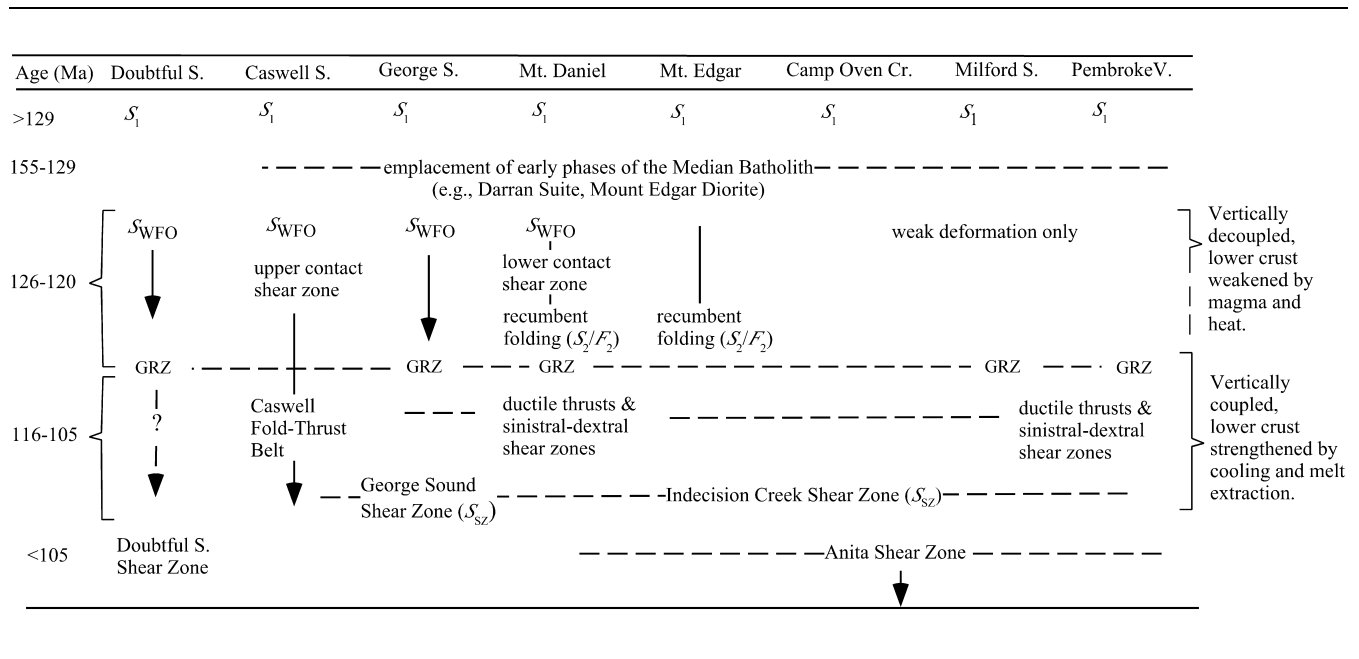 Age (Ma) Doubtful S. Caswell S. George S. Mt. Daniel Mt. Edgar Camp Oven Cr. Milford S. PembrokeV.
>129 S1 S1 S1 S1 S1 S1 S1 S1
155-129 emplacement of early phases of the Median Batholith
(e.g., Darran Suite, Mount Edgar Diorite)
126-120
SWFO SWFO SWFO SWFO
upper contact
shear zone
lower contact
shear zone
recumbent
folding (S2/F2)
recumbent
folding (S2/F2)
weak deformation only
Vertically
decoupled,
lower crust
weakened by
magma and
heat.
GRZ GRZ GRZ GRZ GRZ
116-105
?
Caswell
Fold-Thrust
Belt
ductile thrusts &
sinistral-dextral
shear zones
ductile thrusts &
sinistral-dextral
shear zones
Vertically
coupled,
lower crust
strengthened by
cooling and melt
extraction.
George Sound
Shear Zone (SSZ)
Indecision Creek Shear Zone (SSZ)
<105
Doubtful S.
Shear Zone
Anita Shear Zone